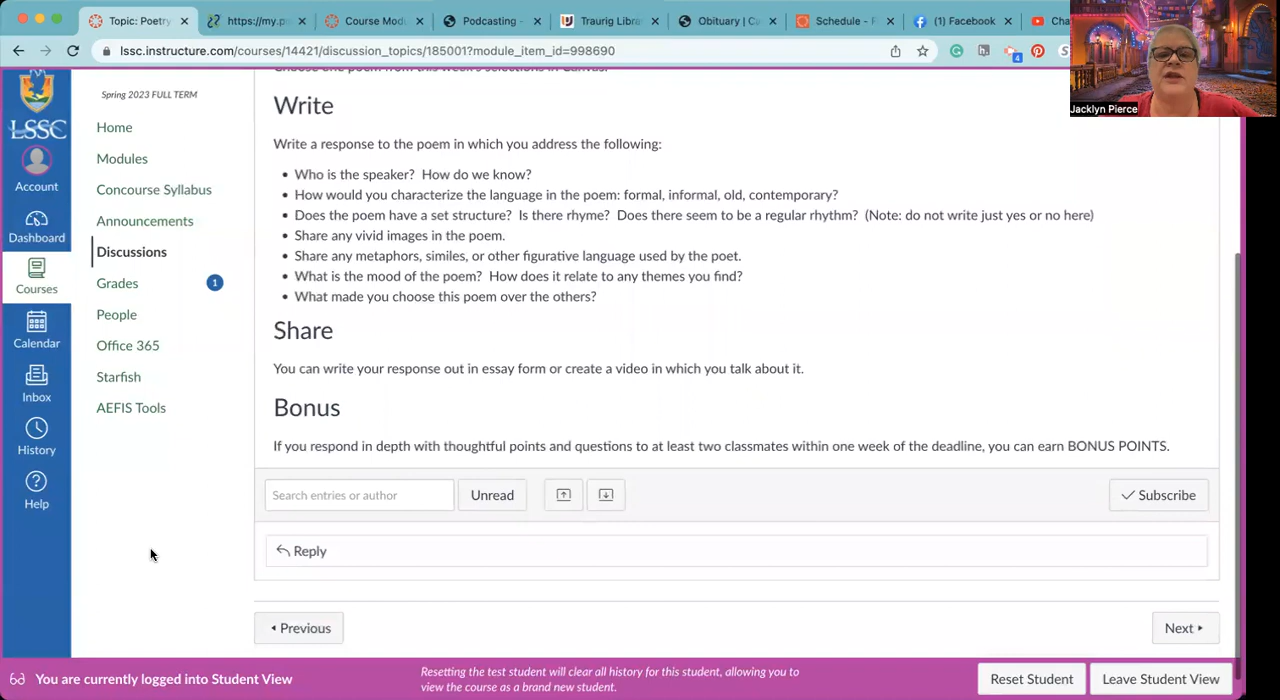 Topic: Poetry
https://my.p
Course Mod
Podcasting -
Traurig Libra
Obituary | Cu
Schedule -
(1) Facebook
Cha
lssc.instructure.com/courses/14421/discussion_topics/185001?module_item_id=998690
4
Jacklyn Pierce
LSSC
Account
Dashboard
Courses
Calendar
Inbox
History
Help
Spring 2023 FULL TERM
Home
Modules
Concourse Syllabus
Announcements
Discussions
Grades 1
People
Office 365
Starfish
AEFIS Tools
Choose one poem from this week's selections in Canvas.
Write
Write a response to the poem in which you address the following:
• Who is the speaker? How do we know?
• How would you characterize the language in the poem: formal, informal, old, contemporary?
• Does the poem have a set structure? Is there rhyme? Does there seem to be a regular rhythm? (Note: do not write just yes or no here)
• Share any vivid images in the poem.
• Share any metaphors, similes, or other figurative language used by the poet.
• What is the mood of the poem? How does it relate to any themes you find?
• What made you choose this poem over the others?
Share
You can write your response out in essay form or create a video in which you talk about it.
Bonus
If you respond in depth with thoughtful points and questions to at least two classmates within one week of the deadline, you can earn BONUS POINTS.
Search entries or author
Unread
Subscribe
Reply
Previous
Next
You are currently logged into Student View
Resetting the test student will clear all history for this student, allowing you to
view the course as a brand new student.
Reset Student
Leave Student View